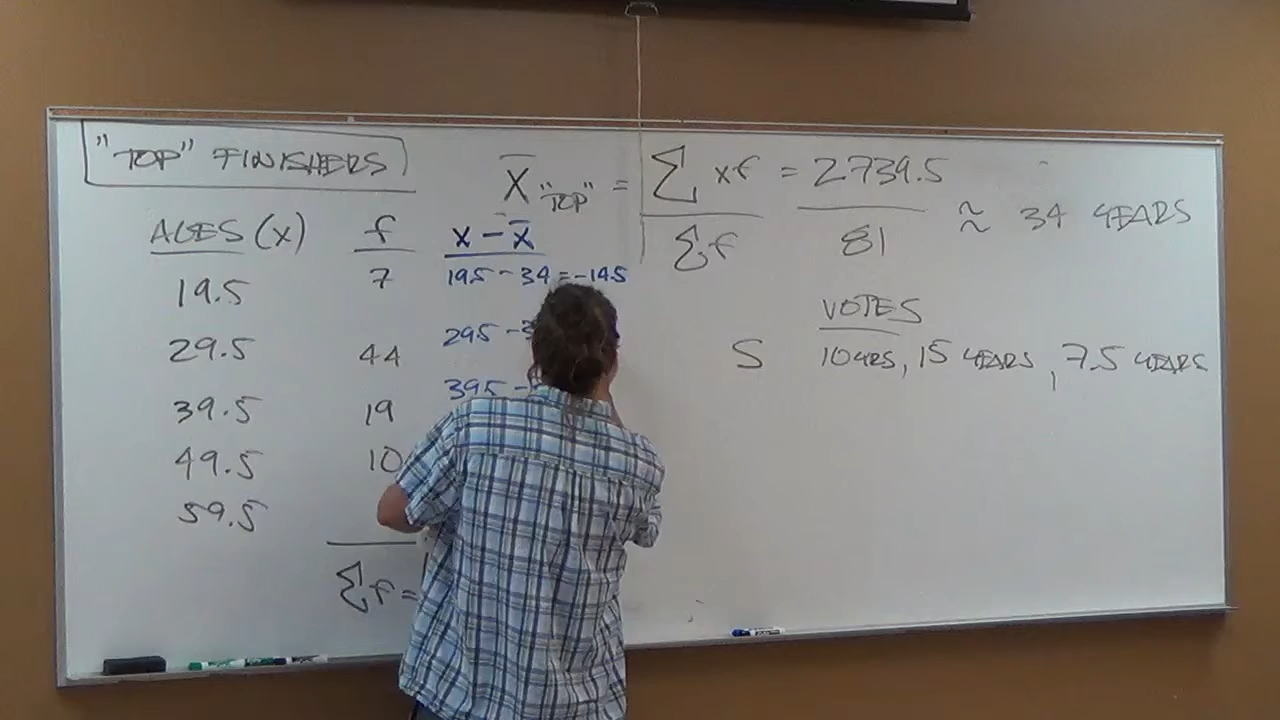 "TOP" FINISHERS
X̄ "TOP" = ∑ xf / ∑ f = 2739.5 / 81 ≈ 34 YEARS
AGES (x) f x - x̄
19.5 7 19.5 - 34 = -14.5
29.5 44 29.5 -
39.5 19 39.5 -
49.5 10
59.5
∑ f =
VOTES
S 10 YRS, 15 YEARS, 7.5 YEARS